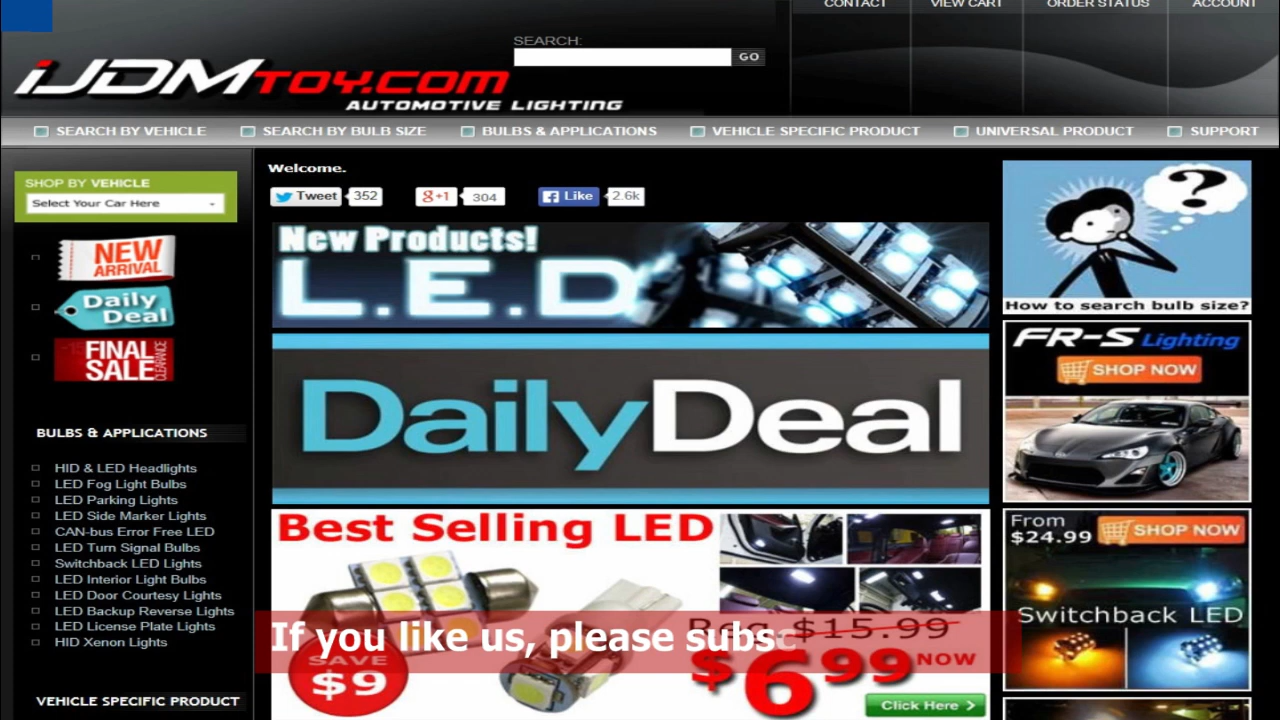 CONTACT
VIEW CART
ORDER STATUS
ACCOUNT
SEARCH:
GO
iJDMTOY.COM
AUTOMOTIVE LIGHTING
SEARCH BY VEHICLE
SEARCH BY BULB SIZE
BULBS & APPLICATIONS
VEHICLE SPECIFIC PRODUCT
UNIVERSAL PRODUCT
SUPPORT
SHOP BY VEHICLE
Select Your Car Here
NEW
ARRIVAL
Daily
Deal
FINAL
SALE
CLEARANCE
BULBS & APPLICATIONS
HID & LED Headlights
LED Fog Light Bulbs
LED Parking Lights
LED Side Marker Lights
CAN-bus Error Free LED
LED Turn Signal Bulbs
Switchback LED Lights
LED Interior Light Bulbs
LED Door Courtesy Lights
LED Backup Reverse Lights
LED License Plate Lights
HID Xenon Lights
VEHICLE SPECIFIC PRODUCT
Welcome.
Tweet 352
g+1 304
f Like 2.6k
New Products!
L.E.D
DailyDeal
Best Selling LED
Reg $15.99
If you like us, please subsc
SAVE
$9
$6.99 NOW
Click Here >
?
How to search bulb size?
FR-S Lighting
SHOP NOW
From
$24.99
SHOP NOW
Switchback LED